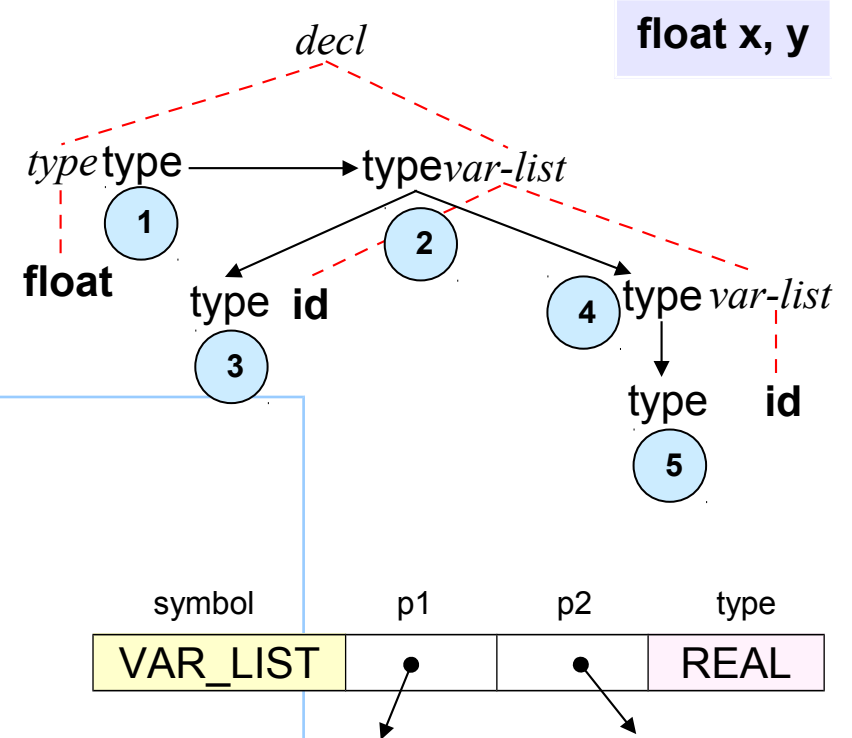 float x, y
decl
type type
type var-list
1
2
float
type id
4 type var-list
3
type id
5
symbol p1 p2 type
VAR_LIST REAL